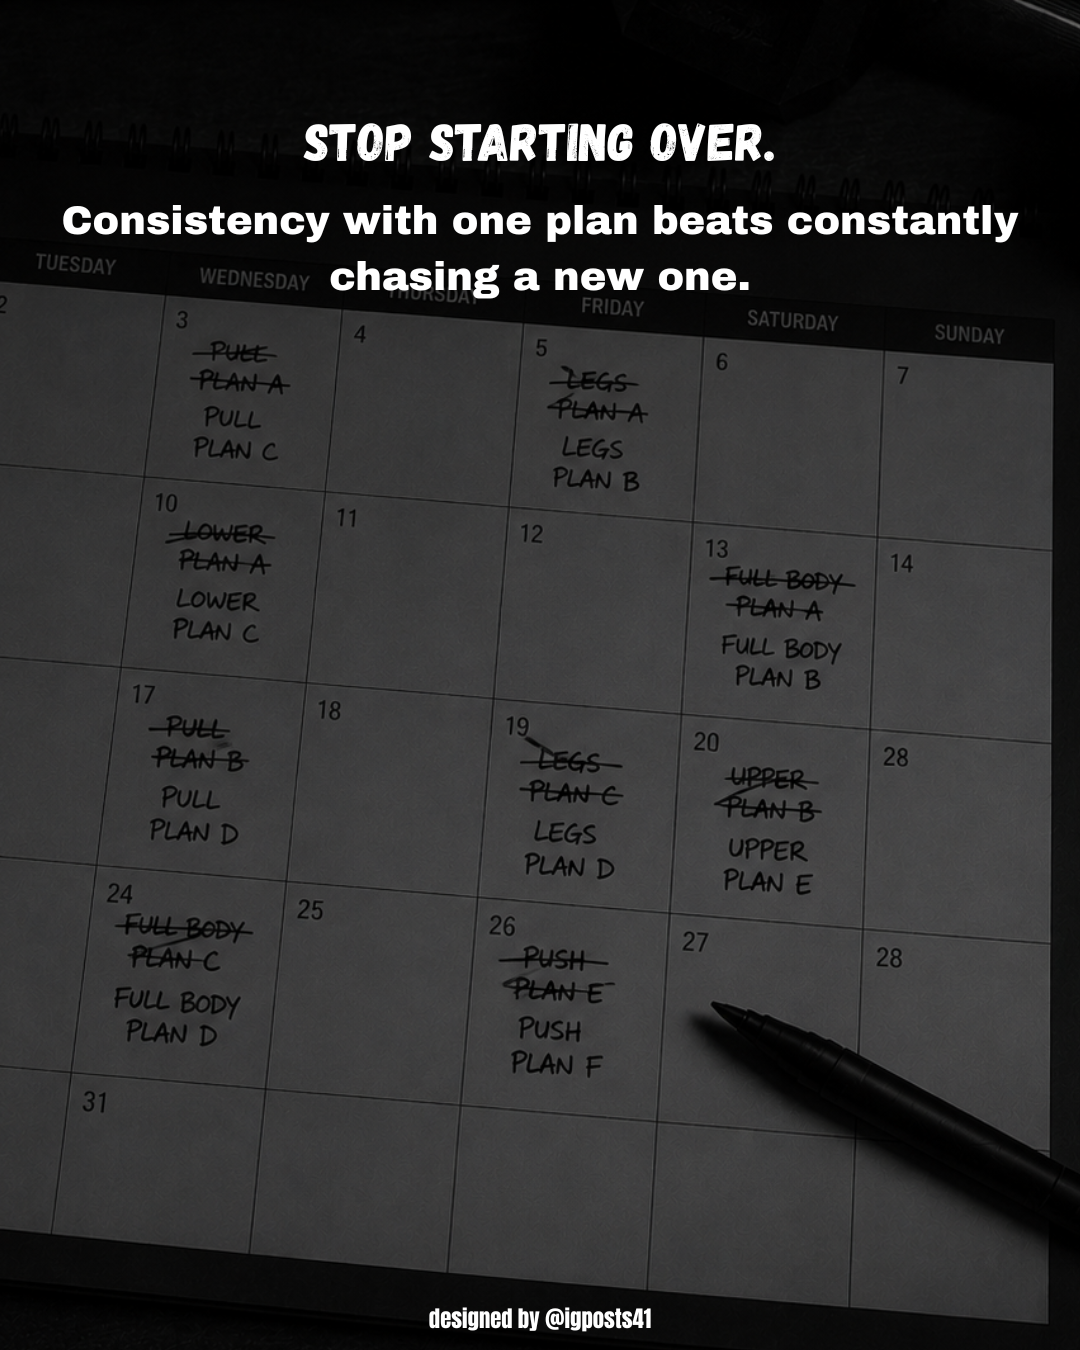 STOP STARTING OVER.
Consistency with one plan beats constantly
chasing a new one.
TUESDAY WEDNESDAY THURSDAY FRIDAY SATURDAY SUNDAY
2 3 4 5 6 7
PULL
PLAN A
PULL
PLAN C
LEGS
PLAN A
LEGS
PLAN B
10 11 12 13 14
LOWER
PLAN A
LOWER
PLAN C
FULL BODY
PLAN A
FULL BODY
PLAN B
17 18 19 20 28
PULL
PLAN B
PULL
PLAN D
LEGS
PLAN C
LEGS
PLAN D
UPPER
PLAN B
UPPER
PLAN E
24 25 26 27 28
FULL BODY
PLAN C
FULL BODY
PLAN D
PUSH
PLAN E
PUSH
PLAN F
31
designed by @igposts41